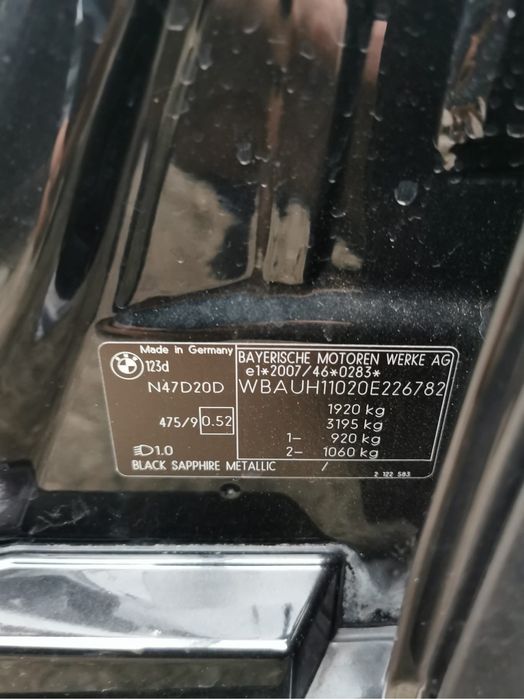 Made in Germany
BMW
123d
N47D20D
475/9 0.52
1.0
BLACK SAPPHIRE METALLIC /
BAYERISCHE MOTOREN WERKE AG
e1*2007/46*0283*
WBAUH11020E226782
1920 kg
3195 kg
1- 920 kg
2- 1060 kg
2 122 583